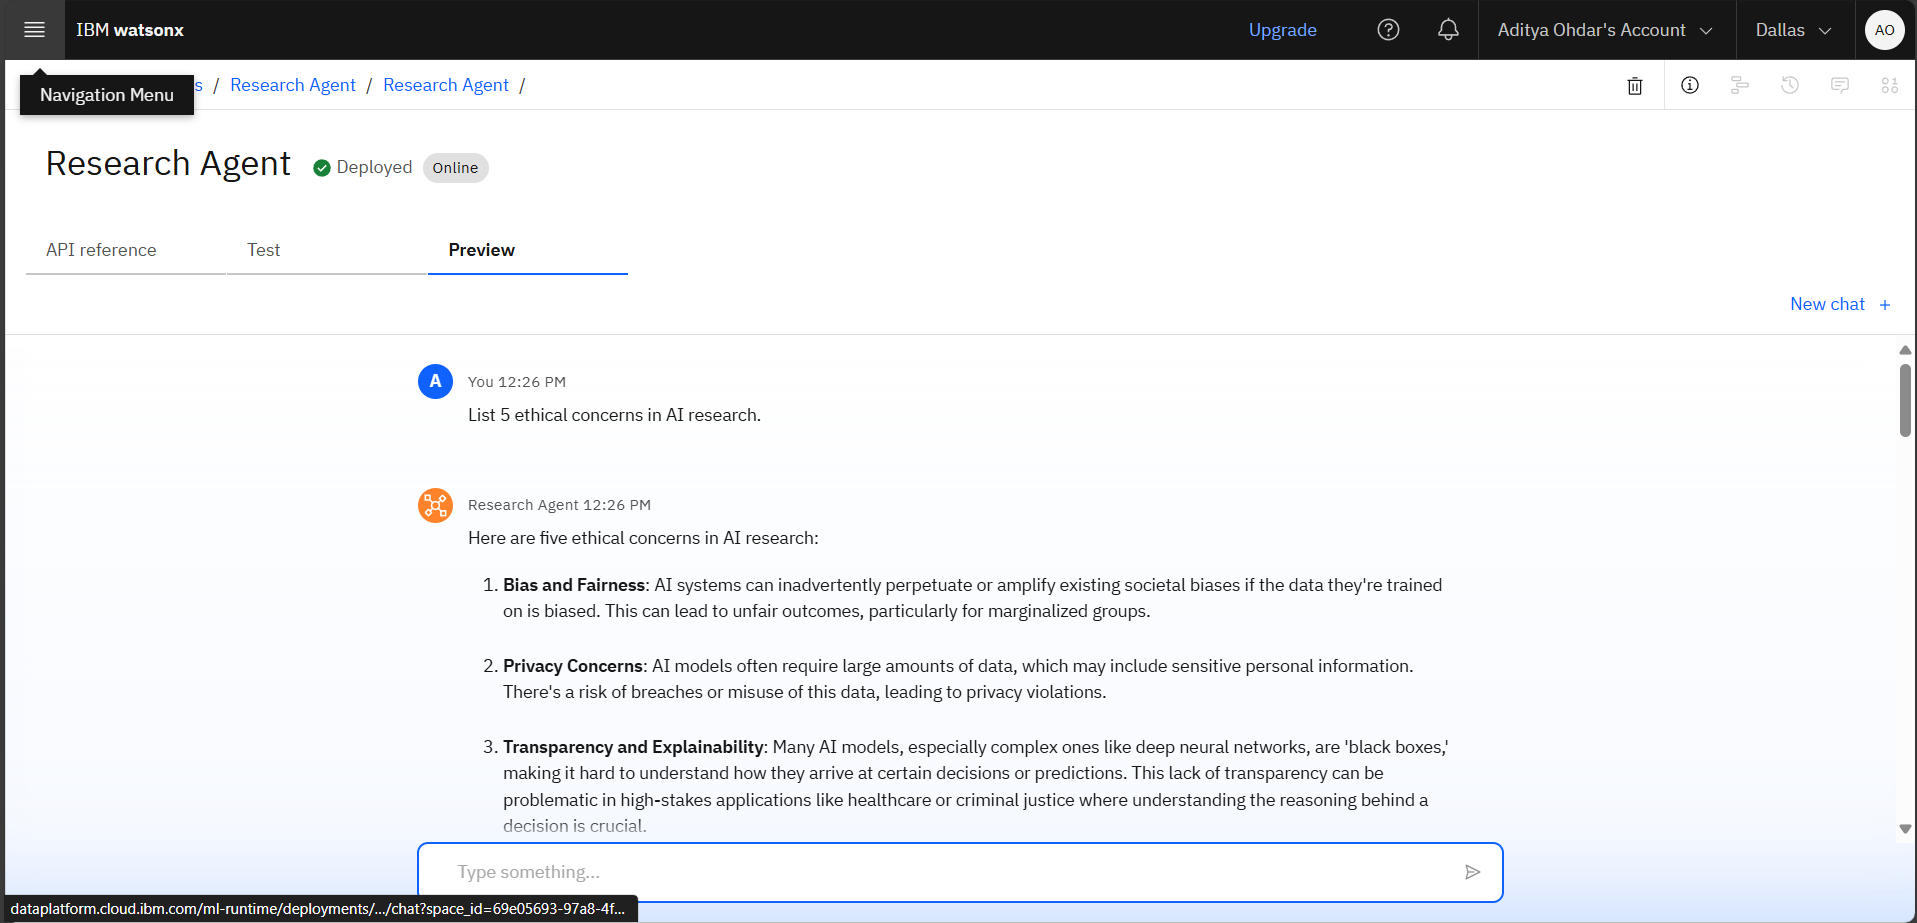 IBM watsonx
Upgrade
Aditya Ohdar's Account
Dallas
AO
Navigation Menu
s / Research Agent / Research Agent /
Research Agent
Deployed
Online
API reference
Test
Preview
New chat +
A
You 12:26 PM
List 5 ethical concerns in AI research.
Research Agent 12:26 PM
Here are five ethical concerns in AI research:
1. Bias and Fairness: AI systems can inadvertently perpetuate or amplify existing societal biases if the data they're trained
on is biased. This can lead to unfair outcomes, particularly for marginalized groups.
2. Privacy Concerns: AI models often require large amounts of data, which may include sensitive personal information.
There's a risk of breaches or misuse of this data, leading to privacy violations.
3. Transparency and Explainability: Many AI models, especially complex ones like deep neural networks, are 'black boxes,'
making it hard to understand how they arrive at certain decisions or predictions. This lack of transparency can be
problematic in high-stakes applications like healthcare or criminal justice where understanding the reasoning behind a
decision is crucial.
Type something...
dataplatform.cloud.ibm.com/ml-runtime/deployments/.../chat?space_id=69e05693-97a8-4f...